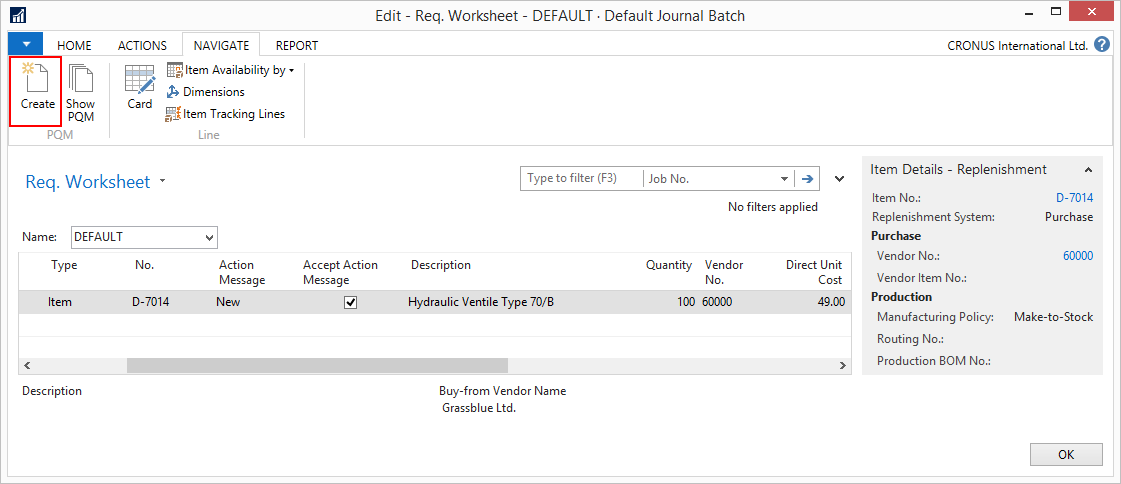 Edit - Req. Worksheet - DEFAULT · Default Journal Batch
HOME ACTIONS NAVIGATE REPORT CRONUS International Ltd. ?
Create
Show PQM
PQM
Card
Item Availability by
Dimensions
Item Tracking Lines
Line
Req. Worksheet
Type to filter (F3) Job No.
No filters applied
Name: DEFAULT
Type No. Action Message Accept Action Message Description Quantity Vendor No. Direct Unit Cost
Item D-7014 New Hydraulic Ventile Type 70/B 100 60000 49.00
Description
Buy-from Vendor Name
Grassblue Ltd.
Item Details - Replenishment
Item No.: D-7014
Replenishment System: Purchase
Purchase
Vendor No.: 60000
Vendor Item No.:
Production
Manufacturing Policy: Make-to-Stock
Routing No.:
Production BOM No.:
OK